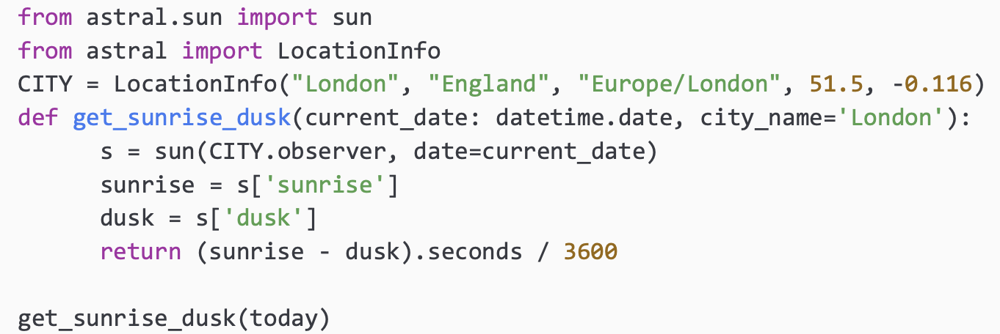 from astral.sun import sun
from astral import LocationInfo
CITY = LocationInfo("London", "England", "Europe/London", 51.5, -0.116)
def get_sunrise_dusk(current_date: datetime.date, city_name='London'):
      s = sun(CITY.observer, date=current_date)
      sunrise = s['sunrise']
      dusk = s['dusk']
      return (sunrise - dusk).seconds / 3600

get_sunrise_dusk(today)